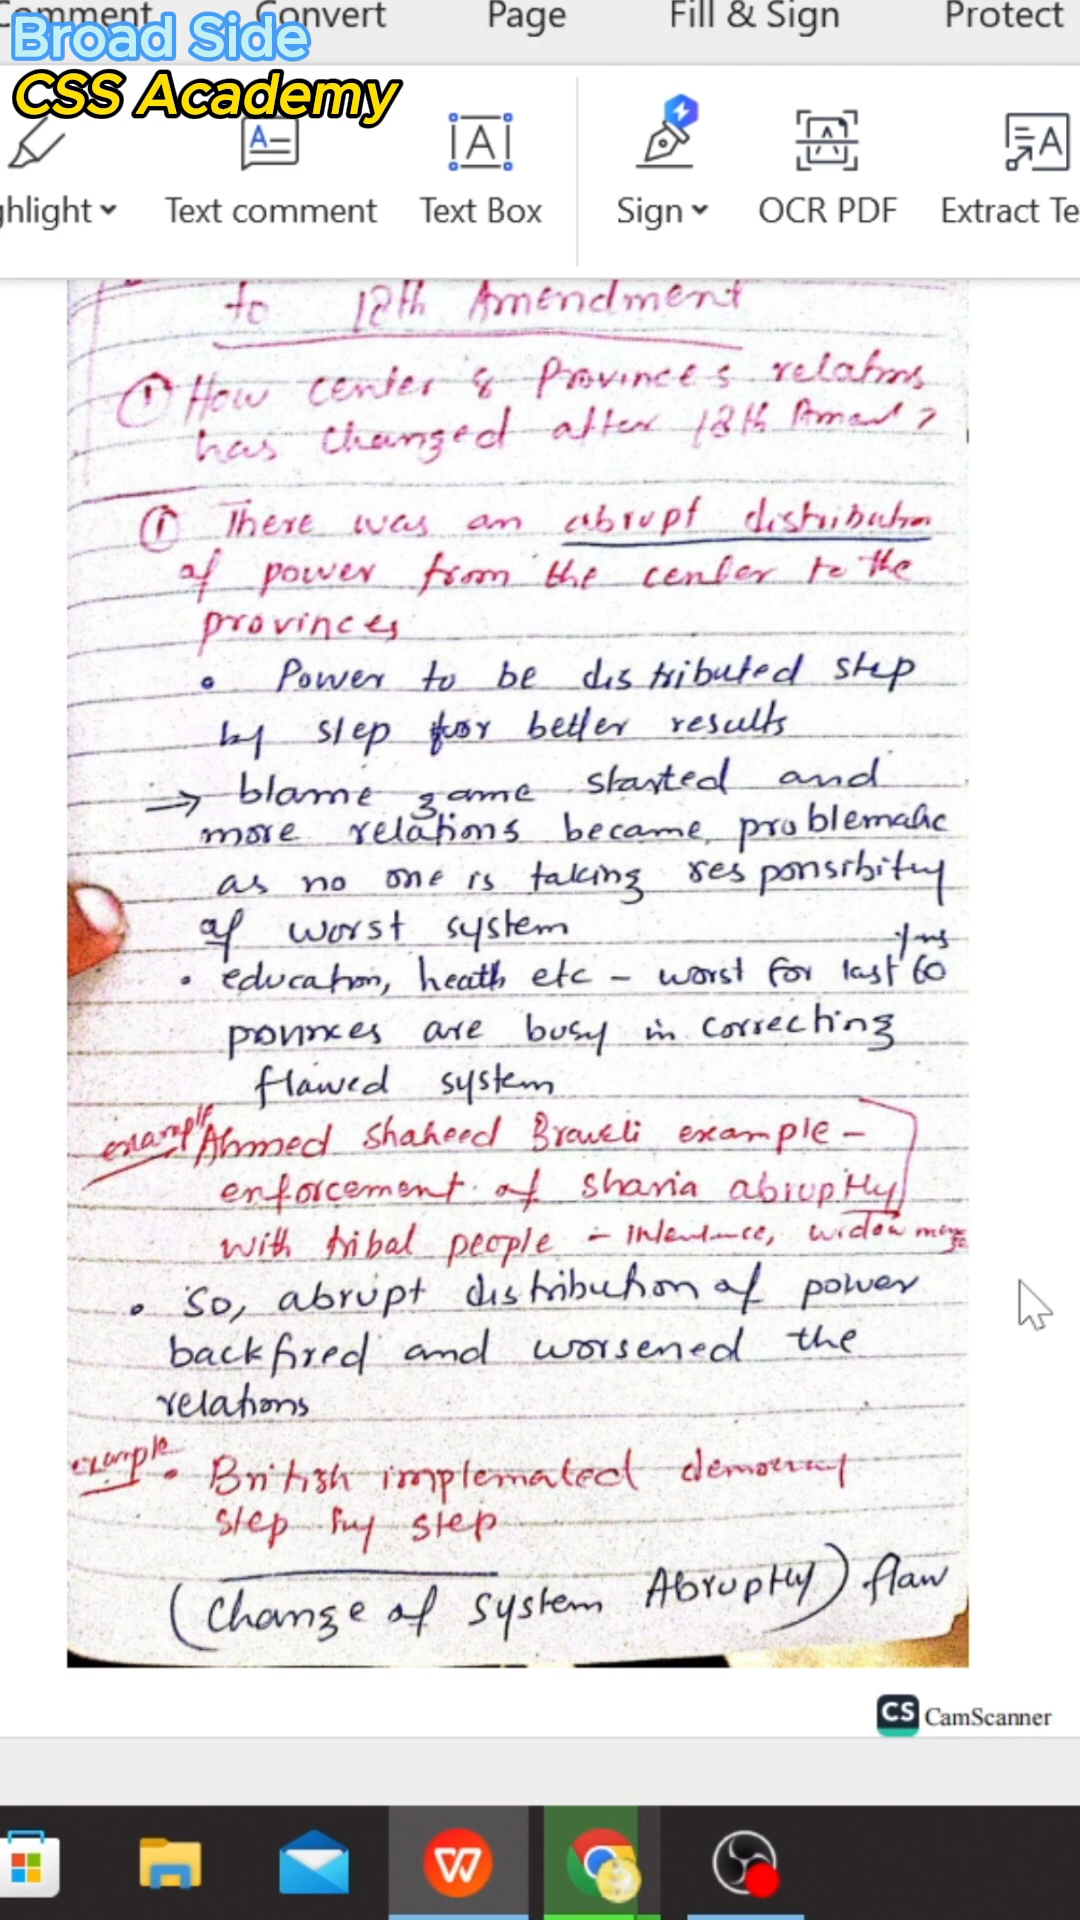 Comment Convert Page Fill & Sign Protect
Broad Side
CSS Academy
ghlight Text comment Text Box Sign OCR PDF Extract Te
to 18th Amendment
① How center & Provinces relations
has changed after 18th Amend ?
① There was an abrupt distribution
of power from the center to the
provinces
• Power to be distributed step
by step for better results
⇒ blame game started and
more relations became problematic
as no one is taking responsibility
of worst system
yrs
• education, heath etc - worst for last 60
provinces are busy in correcting
flawed system
example Ahmed Shaheed Braveli example -
enforcement of sharia abruptly
with tribal people - widow
• So, abrupt distribution of power
backfired and worsened the
relations
example • British implemated democracy
step by step
(Change of system Abruptly) flaw
CS CamScanner